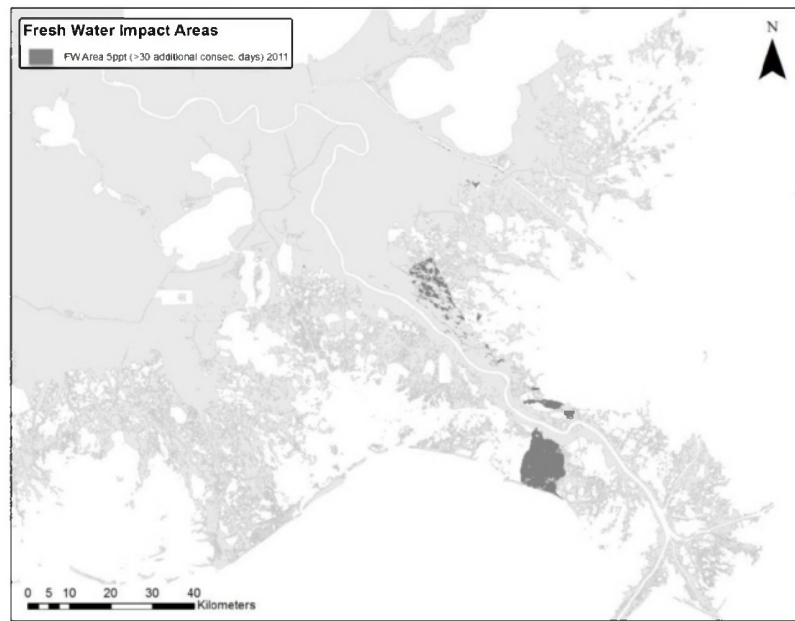 Fresh Water Impact Areas
FW Area 5ppt (>30 additional consec. days) 2011
N
0 5 10 20 30 40
Kilometers